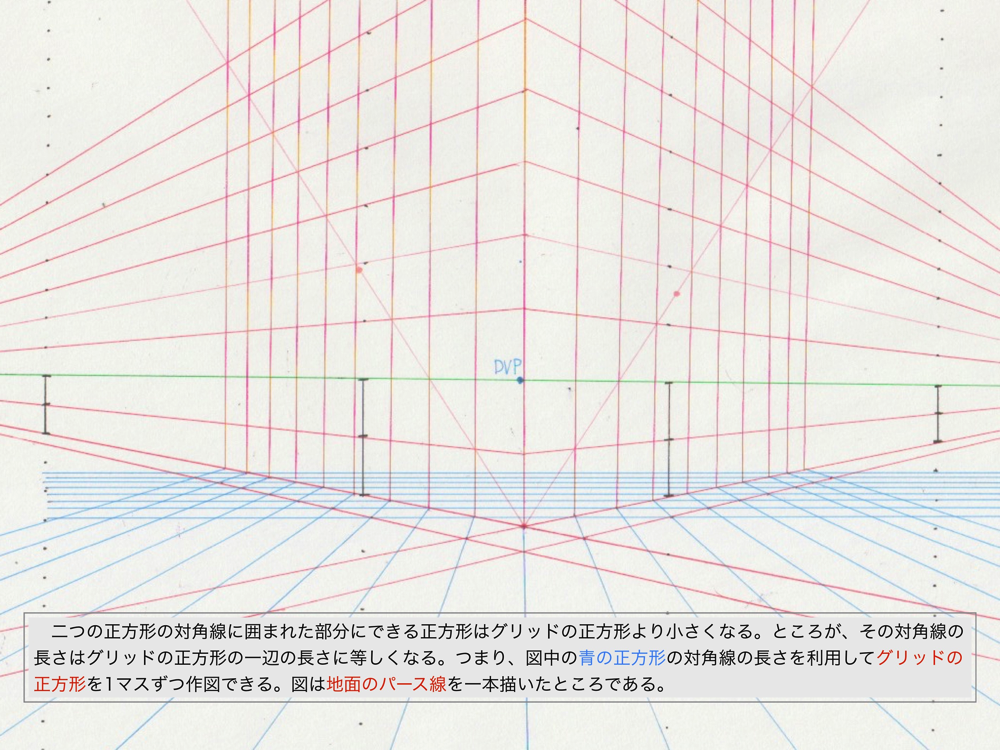 DVP
二つの正方形の対角線に囲まれた部分にできる正方形はグリッドの正方形より小さくなる。ところが、その対角線の
長さはグリッドの正方形の一辺の長さに等しくなる。つまり、図中の青の正方形の対角線の長さを利用してグリッドの
正方形を1マスずつ作図できる。図は地面のパース線を一本描いたところである。